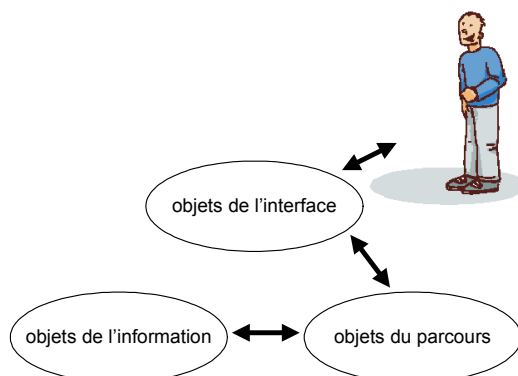 objets de l’interface
objets de l’information
objets du parcours